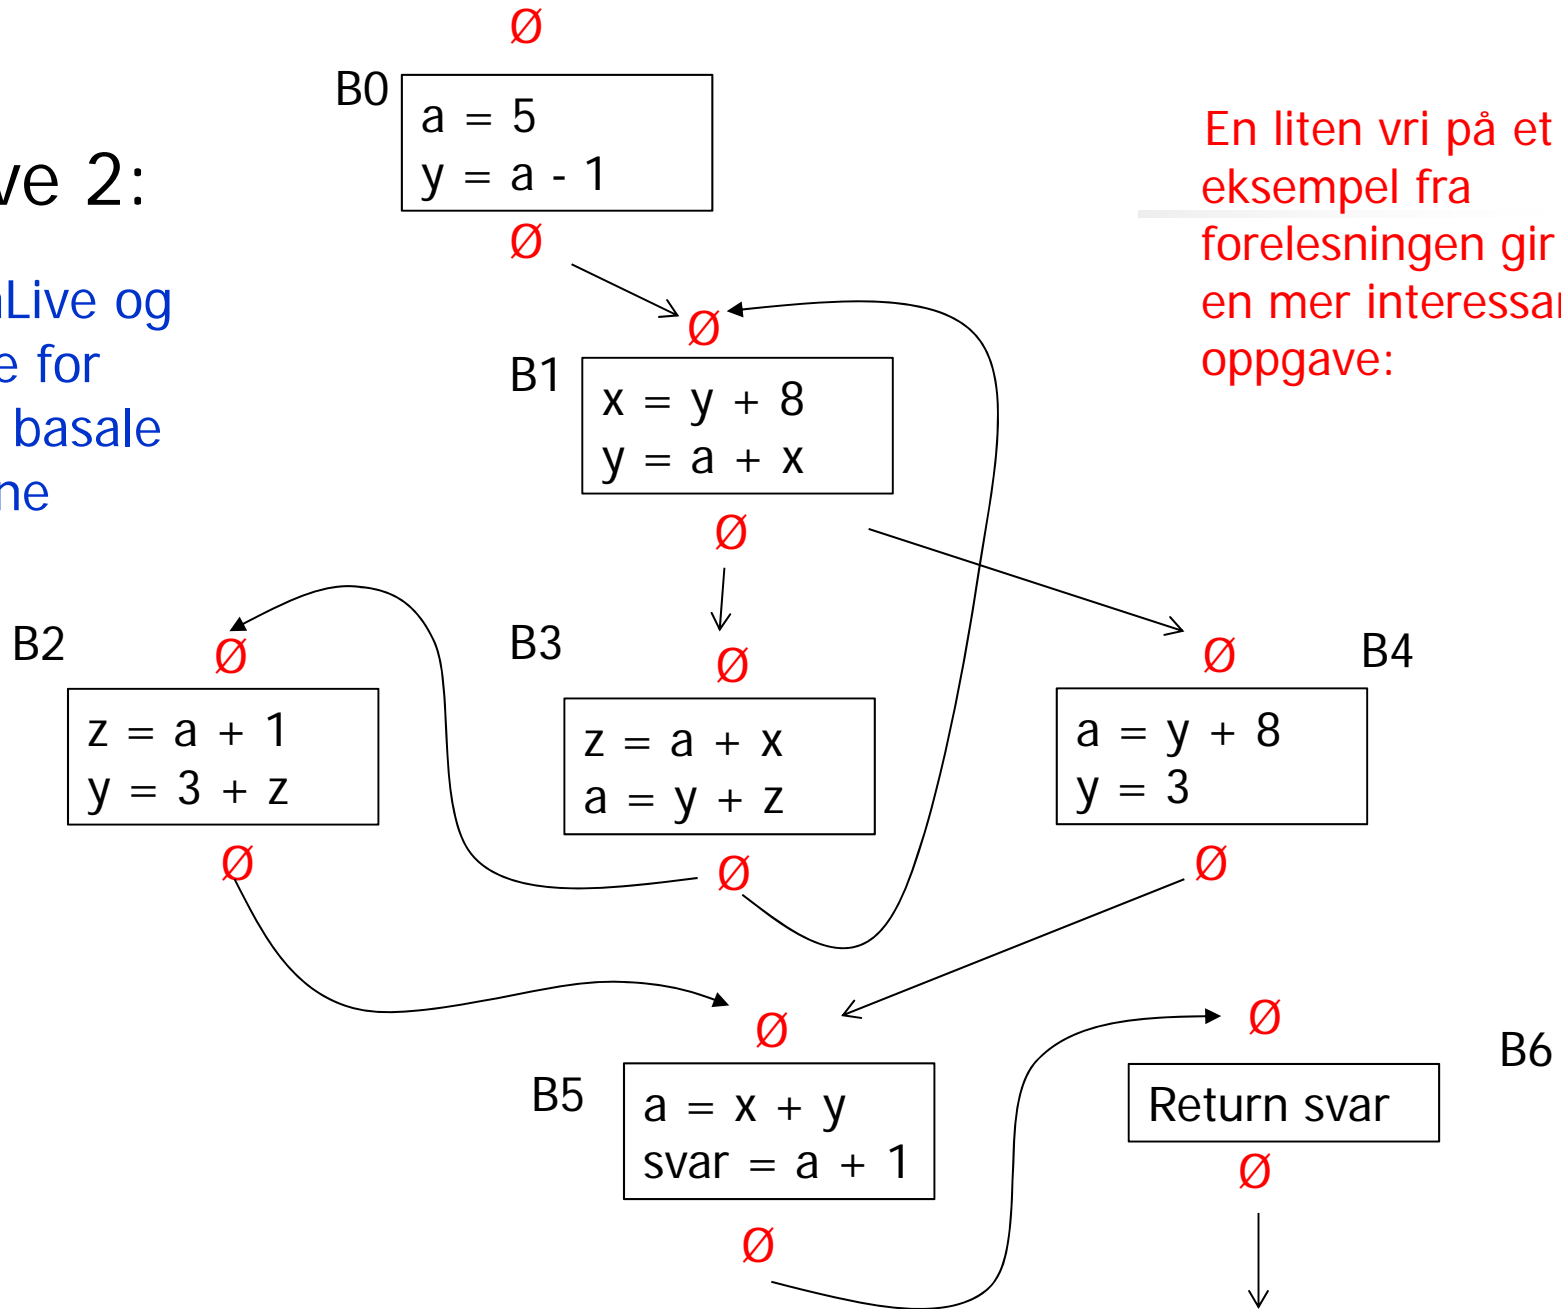 Ø
B0
a = 5
y = a - 1
Ø
ve 2:
Live og
e for
basale
ne
En liten vri på et
eksempel fra
forelesningen gir
en mer
oppgave:
Ø
B1
x = y + 8
y = a + x
Ø
B2
Ø
z = a + 1
y = 3 + z
Ø
B3
Ø
z = a + x
a = y + z
Ø
Ø
B4
a = y + 8
y = 3
Ø
Ø
B5
a = x + y
svar = a + 1
Ø
Ø
B6
Return svar
Ø